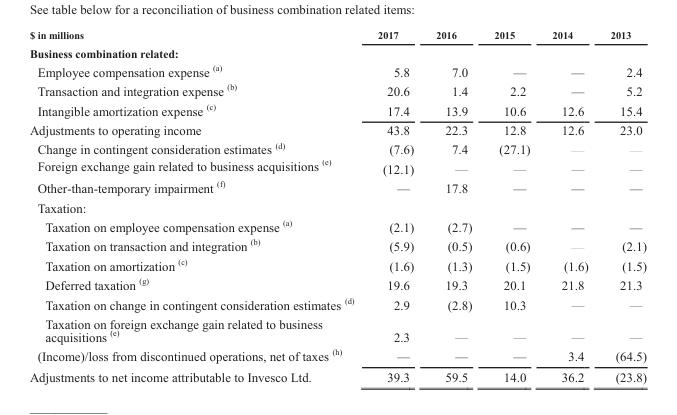 See table below for a reconciliation of business combination related items:
$ in millions 2017 2016 2015 2014 2013
Business combination related:
Employee compensation expense (a) 5.8 7.0 — — 2.4
Transaction and integration expense (b) 20.6 1.4 2.2 — 5.2
Intangible amortization expense (c) 17.4 13.9 10.6 12.6 15.4
Adjustments to operating income 43.8 22.3 12.8 12.6 23.0
Change in contingent consideration estimates (d) (7.6) 7.4 (27.1) — —
Foreign exchange gain related to business acquisitions (e) (12.1) — — — —
Other-than-temporary impairment (f) — 17.8 — — —
Taxation:
Taxation on employee compensation expense (a) (2.1) (2.7) — — —
Taxation on transaction and integration (b) (5.9) (0.5) (0.6) — (2.1)
Taxation on amortization (c) (1.6) (1.3) (1.5) (1.6) (1.5)
Deferred taxation (g) 19.6 19.3 20.1 21.8 21.3
Taxation on change in contingent consideration estimates (d) 2.9 (2.8) 10.3 — —
Taxation on foreign exchange gain related to business
acquisitions (e) 2.3 — — — —
(Income)/loss from discontinued operations, net of taxes (h) — — — 3.4 (64.5)
Adjustments to net income attributable to Invesco Ltd. 39.3 59.5 14.0 36.2 (23.8)